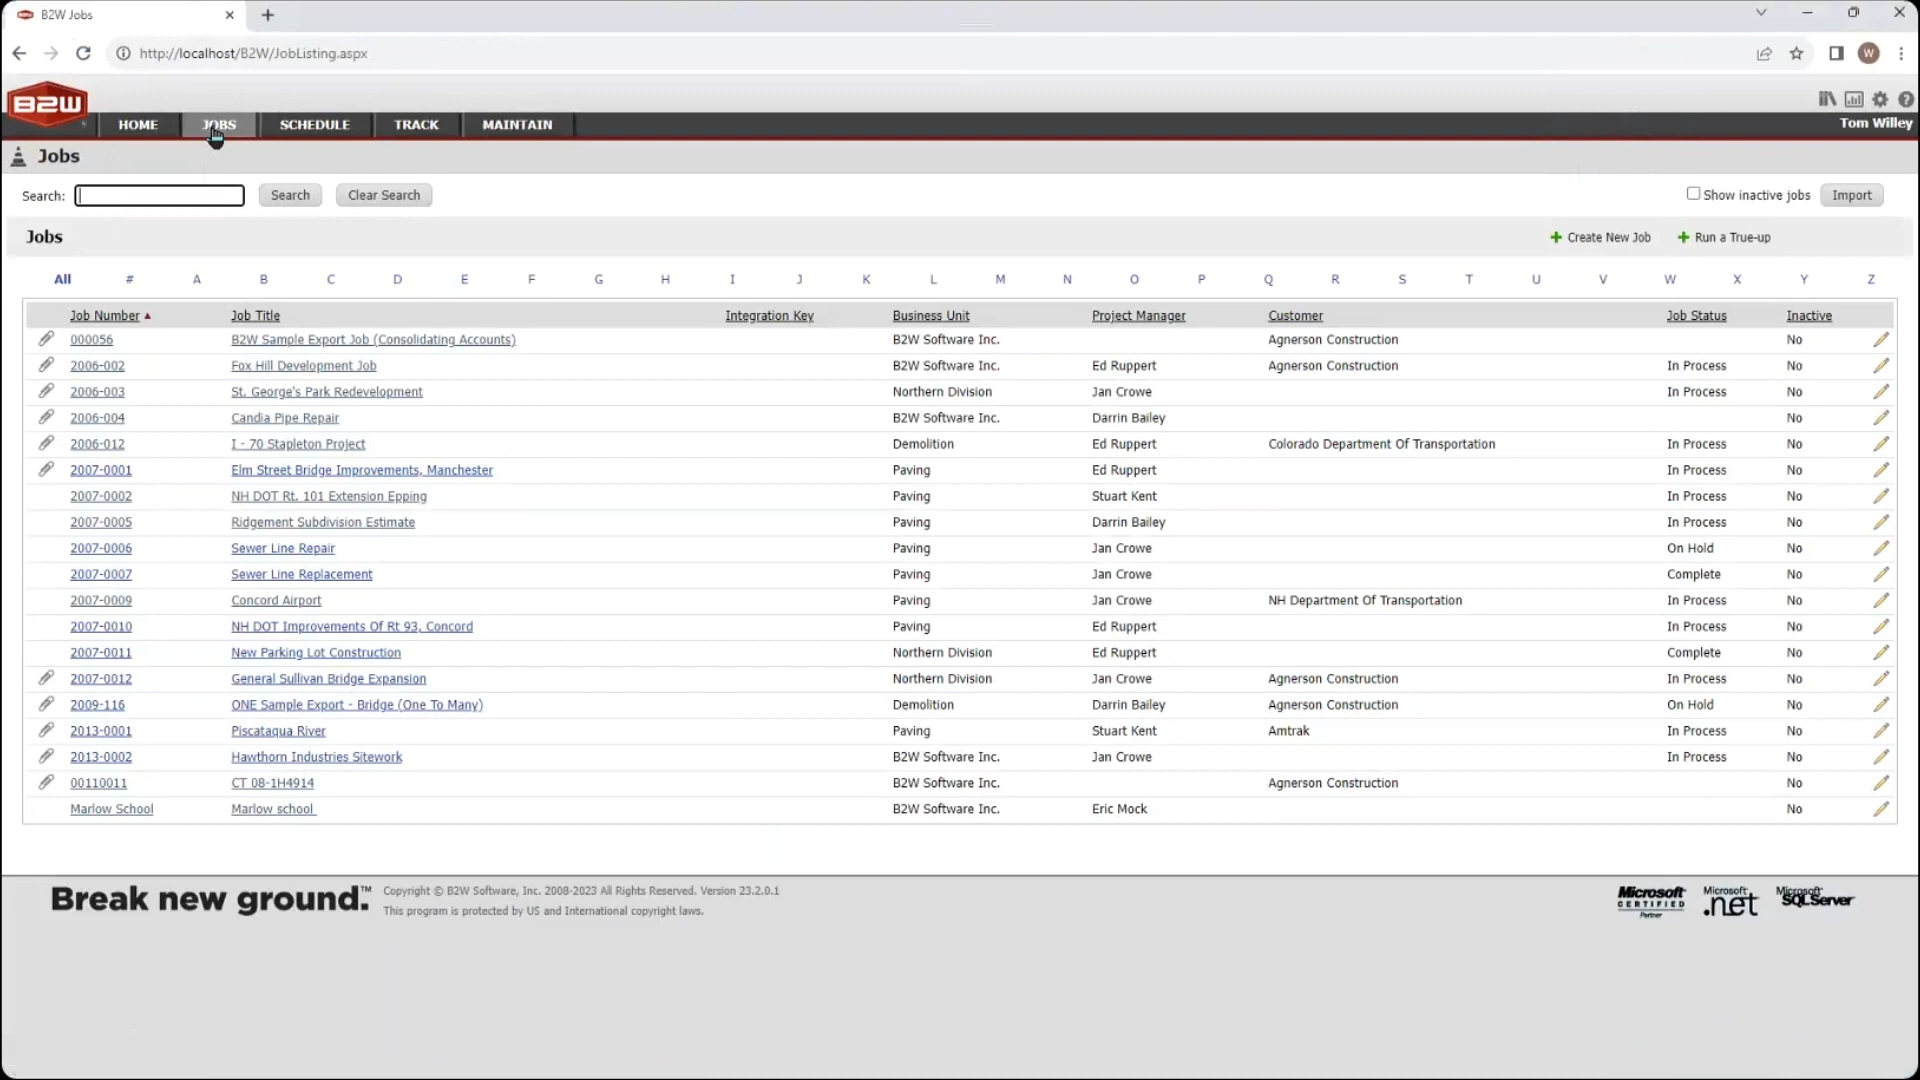 B2W Jobs
http://localhost/B2W/JobListing.aspx
W
B2W
HOME JOBS SCHEDULE TRACK MAINTAIN
Tom Willey
Jobs
Search: Search Clear Search Show inactive jobs Import
Jobs Create New Job Run a True-up
All # A B C D E F G H I J K L M N O P Q R S T U V W X Y Z
Job Number Job Title Integration Key Business Unit Project Manager Customer Job Status Inactive
000056 B2W Sample Export Job (Consolidating Accounts) B2W Software Inc. Agnerson Construction No
2006-002 Fox Hill Development Job B2W Software Inc. Ed Ruppert Agnerson Construction In Process No
2006-003 St. George's Park Redevelopment Northern Division Jan Crowe In Process No
2006-004 Candia Pipe Repair B2W Software Inc. Darrin Bailey No
2006-012 I - 70 Stapleton Project Demolition Ed Ruppert Colorado Department Of Transportation In Process No
2007-0001 Elm Street Bridge Improvements, Manchester Paving Ed Ruppert In Process No
2007-0002 NH DOT Rt. 101 Extension Epping Paving Stuart Kent In Process No
2007-0005 Ridgement Subdivision Estimate Paving Darrin Bailey In Process No
2007-0006 Sewer Line Repair Paving Jan Crowe On Hold No
2007-0007 Sewer Line Replacement Paving Jan Crowe Complete No
2007-0009 Concord Airport Paving Jan Crowe NH Department Of Transportation In Process No
2007-0010 NH DOT Improvements Of Rt 93, Concord Paving Ed Ruppert In Process No
2007-0011 New Parking Lot Construction Northern Division Ed Ruppert Complete No
2007-0012 General Sullivan Bridge Expansion Northern Division Jan Crowe Agnerson Construction In Process No
2009-116 ONE Sample Export - Bridge (One To Many) Demolition Darrin Bailey Agnerson Construction On Hold No
2013-0001 Piscataqua River Paving Stuart Kent Amtrak In Process No
2013-0002 Hawthorn Industries Sitework B2W Software Inc. Jan Crowe In Process No
00110011 CT 08-1H4914 B2W Software Inc. Agnerson Construction No
Marlow School Marlow school B2W Software Inc. Eric Mock No
Break new ground.™ Copyright © B2W Software, Inc. 2008-2023 All Rights Reserved. Version 23.2.0.1
This program is protected by US and International copyright laws.
Microsoft CERTIFIED Partner
Microsoft .net
Microsoft SQL Server